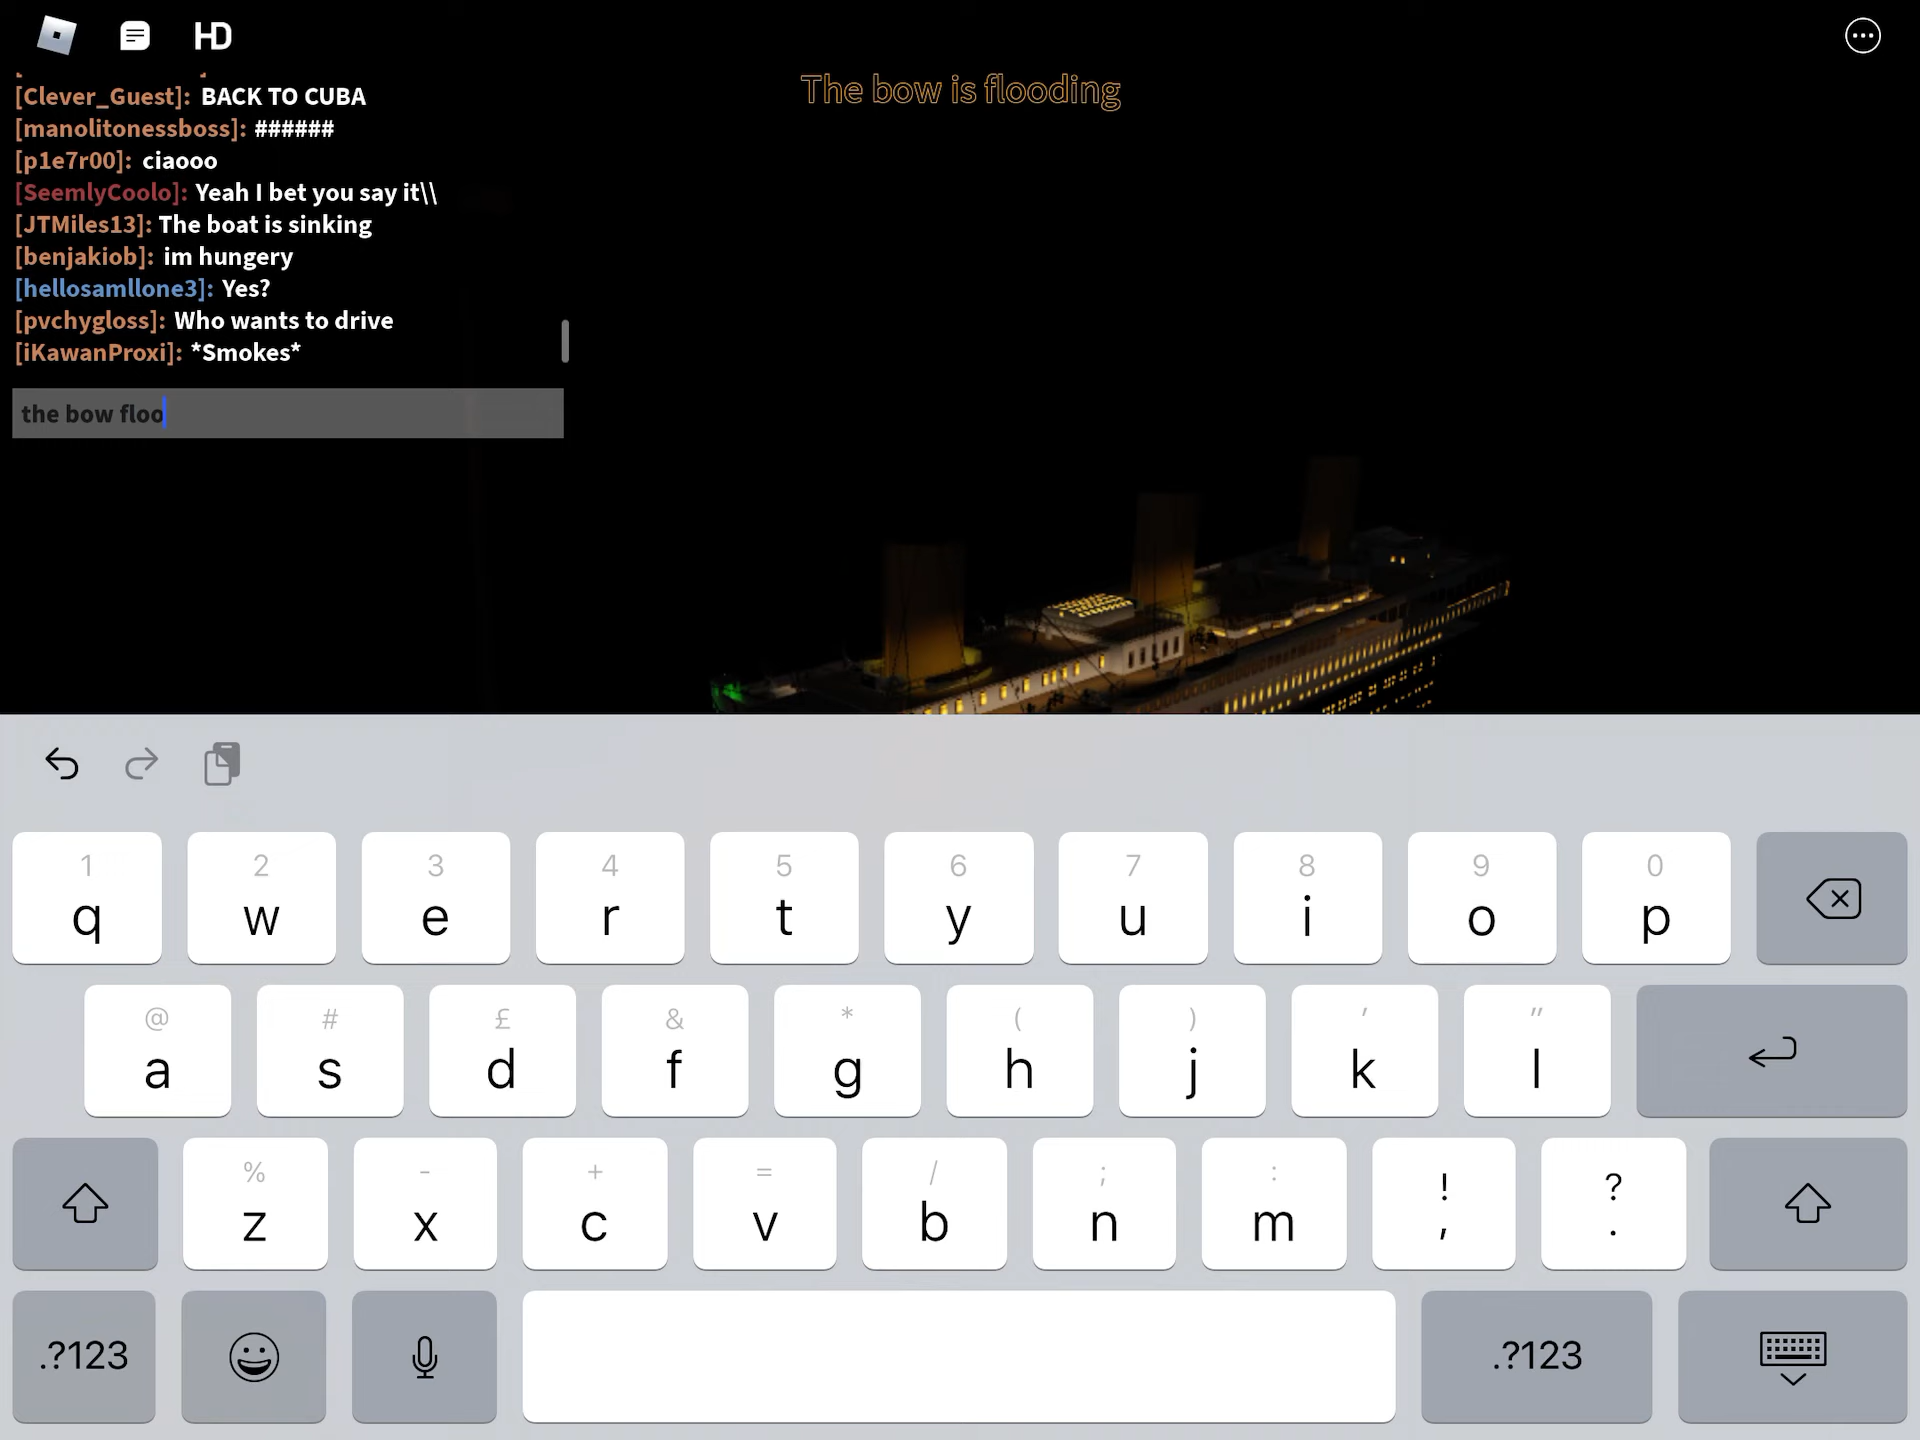 HD
The bow is flooding
[Clever_Guest]: BACK TO CUBA
[manolitonessboss]: ######
[p1e7r00]: ciaooo
[SeemlyCoolo]: Yeah I bet you say it\\
[JTMiles13]: The boat is sinking
[benjakiob]: im hungery
[hellosamllone3]: Yes?
[pvchygloss]: Who wants to drive
[iKawanProxi]: *Smokes*
the bow floo
1 2 3 4 5 6 7 8 9 0
q w e r t y u i o p
@ # £ & * ( ) ' "
a s d f g h j k l
% - + = / ; : ! ?
z x c v b n m , .
.?123 .?123